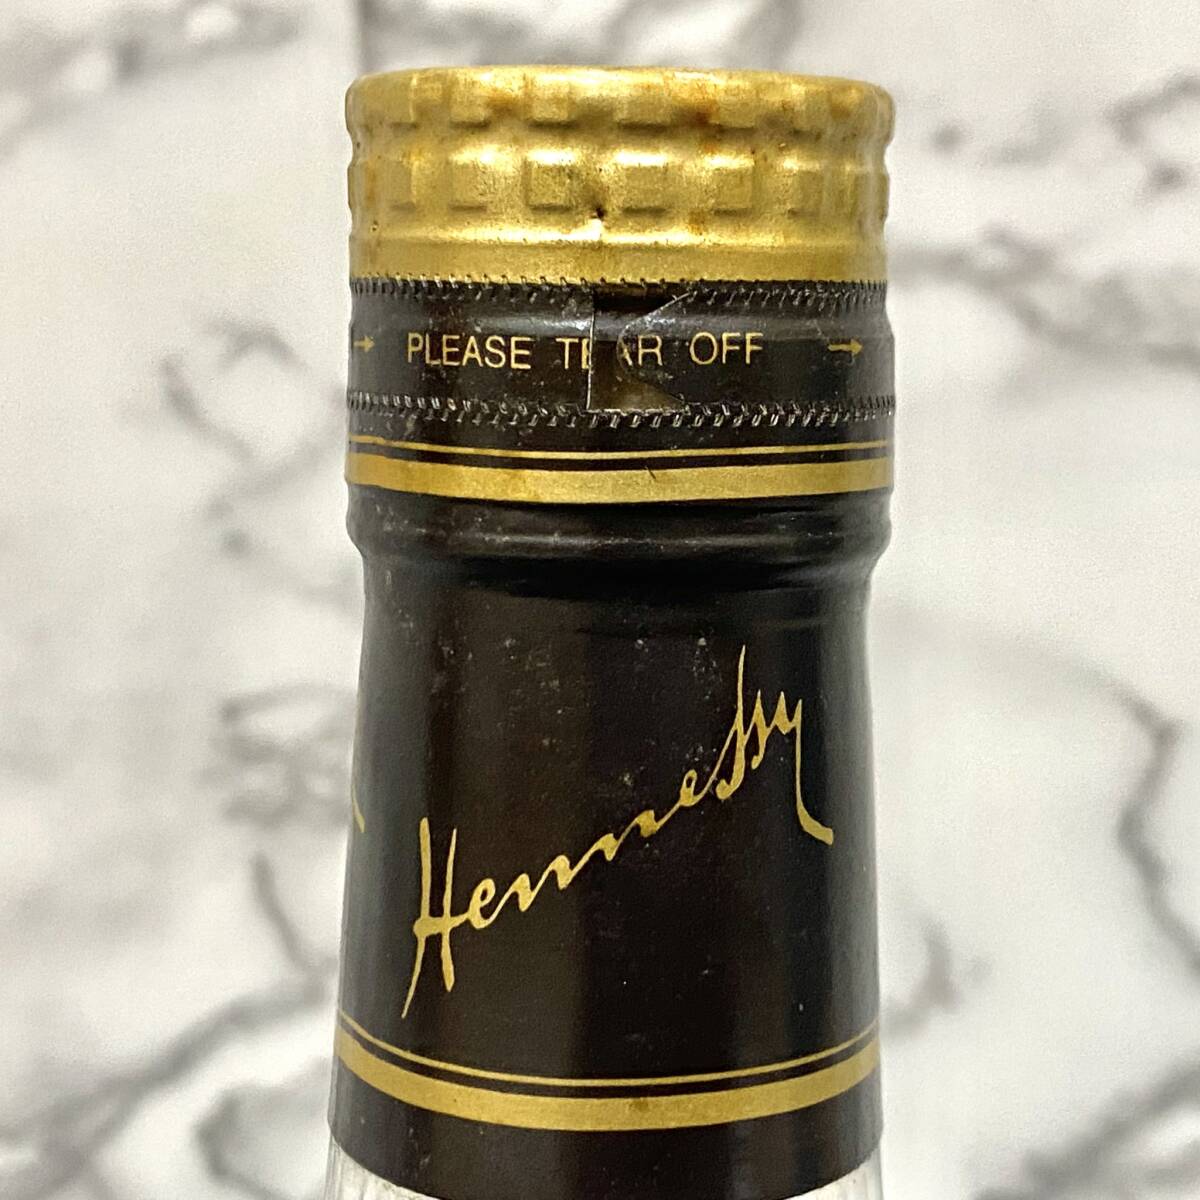 → PLEASE TEAR OFF →
Hennessy